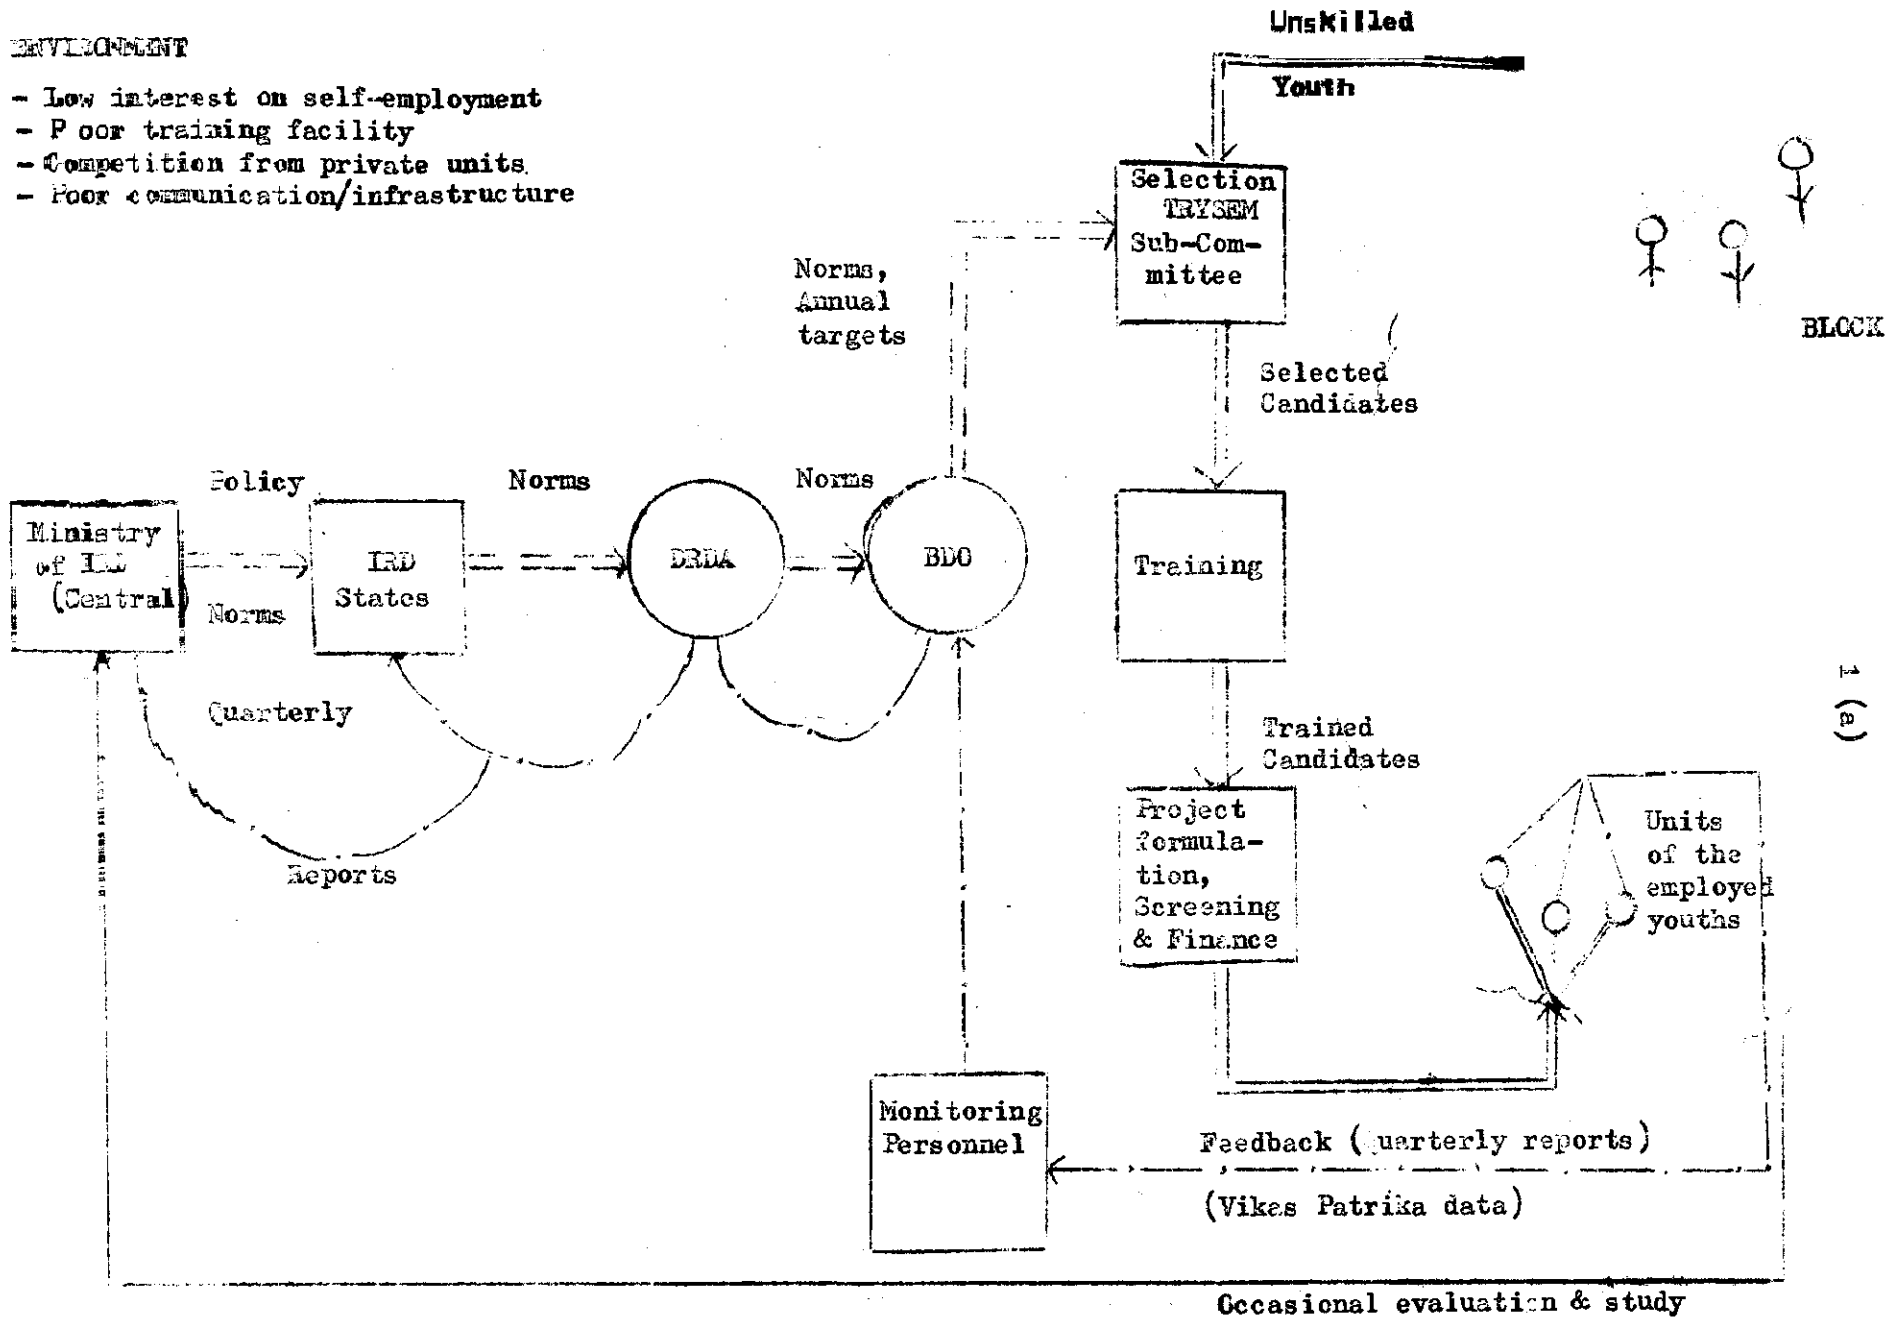 Unskilled
Youth
ENVIRONMENT
- Low interest on self-employment
- Poor training facility
- Competition from private units.
- Poor communication/infrastructure
Selection
TRYSEM
Sub-Com-
mittee
BLOCK
Norms,
Annual
targets
Selected
Candidates
Policy
Norms
Norms
Ministry
of IRD
(Central)
Norms
IRD
States
DRDA
BDO
Training
1 (a)
Quarterly
Reports
Trained
Candidates
Project
formula-
tion,
Screening
& Finance
Units
of the
employed
youths
Monitoring
Personnel
Feedback (uarterly reports)
(Vikas Patrika data)
Occasional evaluation & study